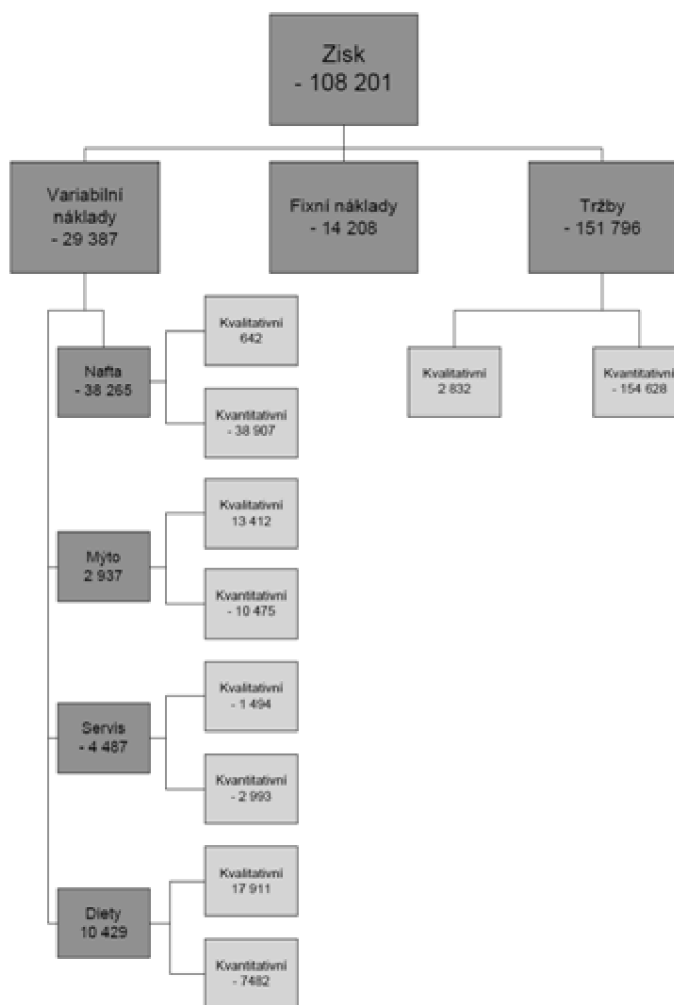 Zisk
- 108 201
Variabilní
náklady
- 29 387
Fixní náklady
- 14 208
Tržby
- 151 796
Nafta
- 38 265
Kvalitativní
642
Kvantitativní
- 38 907
Kvalitativní
2 832
Kvantitativní
- 154 628
Mýto
2 937
Kvalitativní
13 412
Kvantitativní
- 10 475
Servis
- 4 487
Kvalitativní
- 1 494
Kvantitativní
- 2 993
Diety
10 429
Kvalitativní
17 911
Kvantitativní
- 7482